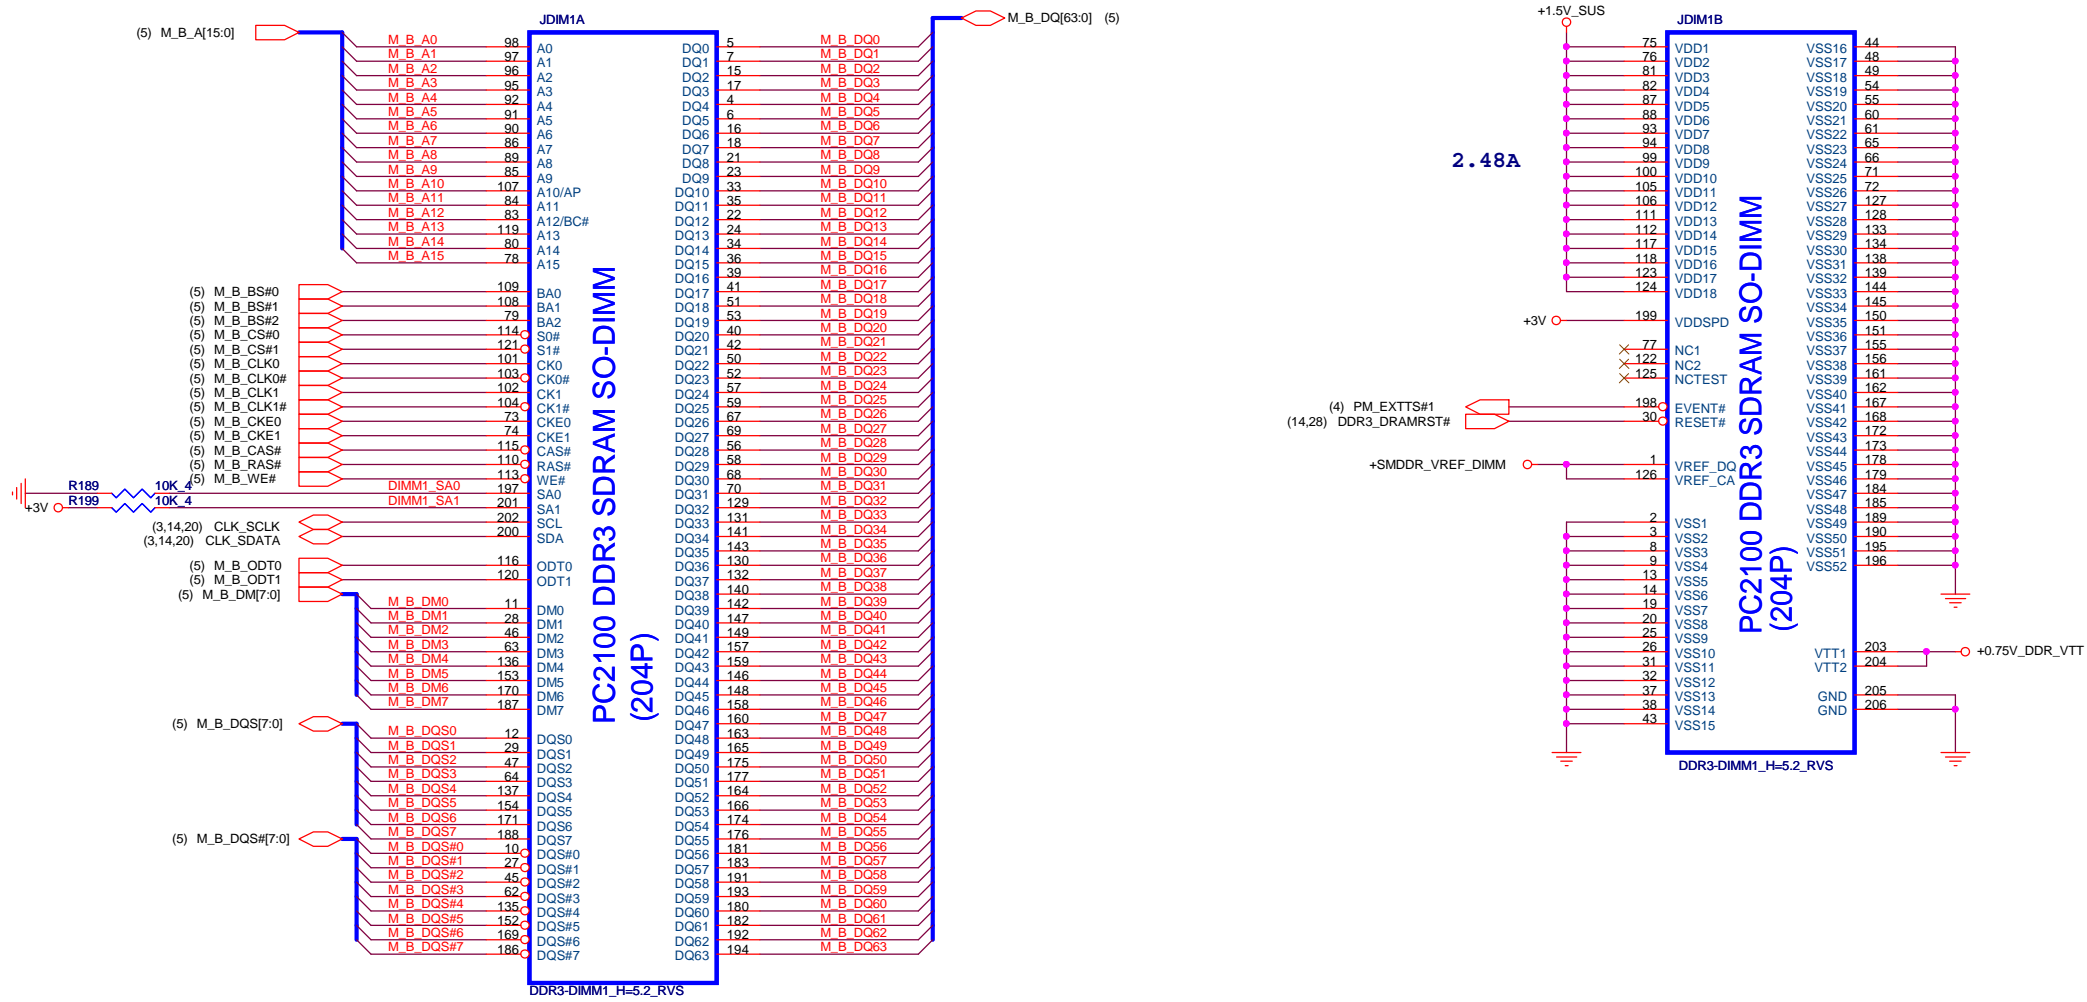 JDIM1A
(5) M_B_A[15:0]
M_B_A0 98 A0
M_B_A1 97 A1
M_B_A2 96 A2
M_B_A3 95 A3
M_B_A4 92 A4
M_B_A5 91 A5
M_B_A6 90 A6
M_B_A7 86 A7
M_B_A8 89 A8
M_B_A9 85 A9
M_B_A10 107 A10/AP
M_B_A11 84 A11
M_B_A12 83 A12/BC#
M_B_A13 119 A13
M_B_A14 80 A14
M_B_A15 78 A15
(5) M_B_BS#0 109 BA0
(5) M_B_BS#1 108 BA1
(5) M_B_BS#2 79 BA2
(5) M_B_CS#0 114 S0#
(5) M_B_CS#1 121 S1#
(5) M_B_CLK0 101 CK0
(5) M_B_CLK0# 103 CK0#
(5) M_B_CLK1 102 CK1
(5) M_B_CLK1# 104 CK1#
(5) M_B_CKE0 73 CKE0
(5) M_B_CKE1 74 CKE1
(5) M_B_CAS# 115 CAS#
(5) M_B_RAS# 110 RAS#
(5) M_B_WE# 113 WE#
R189 10K_4 DIMM1_SA0 197 SA0
+3V R199 10K_4 DIMM1_SA1 201 SA1
(3,14,20) CLK_SCLK 202 SCL
(3,14,20) CLK_SDATA 200 SDA
(5) M_B_ODT0 116 ODT0
(5) M_B_ODT1 120 ODT1
(5) M_B_DM[7:0]
M_B_DM0 11 DM0
M_B_DM1 28 DM1
M_B_DM2 46 DM2
M_B_DM3 63 DM3
M_B_DM4 136 DM4
M_B_DM5 153 DM5
M_B_DM6 170 DM6
M_B_DM7 187 DM7
(5) M_B_DQS[7:0]
M_B_DQS0 12 DQS0
M_B_DQS1 29 DQS1
M_B_DQS2 47 DQS2
M_B_DQS3 64 DQS3
M_B_DQS4 137 DQS4
M_B_DQS5 154 DQS5
M_B_DQS6 171 DQS6
M_B_DQS7 188 DQS7
(5) M_B_DQS#[7:0]
M_B_DQS#0 10 DQS#0
M_B_DQS#1 27 DQS#1
M_B_DQS#2 45 DQS#2
M_B_DQS#3 62 DQS#3
M_B_DQS#4 135 DQS#4
M_B_DQS#5 152 DQS#5
M_B_DQS#6 169 DQS#6
M_B_DQS#7 186 DQS#7
PC2100 DDR3 SDRAM SO-DIMM
(204P)
M_B_DQ[63:0] (5)
DQ0 5 M_B_DQ0
DQ1 7 M_B_DQ1
DQ2 15 M_B_DQ2
DQ3 17 M_B_DQ3
DQ4 4 M_B_DQ4
DQ5 6 M_B_DQ5
DQ6 16 M_B_DQ6
DQ7 18 M_B_DQ7
DQ8 21 M_B_DQ8
DQ9 23 M_B_DQ9
DQ10 33 M_B_DQ10
DQ11 35 M_B_DQ11
DQ12 22 M_B_DQ12
DQ13 24 M_B_DQ13
DQ14 34 M_B_DQ14
DQ15 36 M_B_DQ15
DQ16 39 M_B_DQ16
DQ17 41 M_B_DQ17
DQ18 51 M_B_DQ18
DQ19 53 M_B_DQ19
DQ20 40 M_B_DQ20
DQ21 42 M_B_DQ21
DQ22 50 M_B_DQ22
DQ23 52 M_B_DQ23
DQ24 57 M_B_DQ24
DQ25 59 M_B_DQ25
DQ26 67 M_B_DQ26
DQ27 69 M_B_DQ27
DQ28 56 M_B_DQ28
DQ29 58 M_B_DQ29
DQ30 68 M_B_DQ30
DQ31 70 M_B_DQ31
DQ32 129 M_B_DQ32
DQ33 131 M_B_DQ33
DQ34 141 M_B_DQ34
DQ35 143 M_B_DQ35
DQ36 130 M_B_DQ36
DQ37 132 M_B_DQ37
DQ38 140 M_B_DQ38
DQ39 142 M_B_DQ39
DQ40 147 M_B_DQ40
DQ41 149 M_B_DQ41
DQ42 157 M_B_DQ42
DQ43 159 M_B_DQ43
DQ44 146 M_B_DQ44
DQ45 148 M_B_DQ45
DQ46 158 M_B_DQ46
DQ47 160 M_B_DQ47
DQ48 163 M_B_DQ48
DQ49 165 M_B_DQ49
DQ50 175 M_B_DQ50
DQ51 177 M_B_DQ51
DQ52 164 M_B_DQ52
DQ53 166 M_B_DQ53
DQ54 174 M_B_DQ54
DQ55 176 M_B_DQ55
DQ56 181 M_B_DQ56
DQ57 183 M_B_DQ57
DQ58 191 M_B_DQ58
DQ59 193 M_B_DQ59
DQ60 180 M_B_DQ60
DQ61 182 M_B_DQ61
DQ62 192 M_B_DQ62
DQ63 194 M_B_DQ63
DDR3-DIMM1_H=5.2_RVS
+1.5V_SUS
JDIM1B
2.48A
75 VDD1
76 VDD2
81 VDD3
82 VDD4
87 VDD5
88 VDD6
93 VDD7
94 VDD8
99 VDD9
100 VDD10
105 VDD11
106 VDD12
111 VDD13
112 VDD14
117 VDD15
118 VDD16
123 VDD17
124 VDD18
+3V 199 VDDSPD
77 NC1
122 NC2
125 NCTEST
(4) PM_EXTTS#1 198 EVENT#
(14,28) DDR3_DRAMRST# 30 RESET#
+SMDDR_VREF_DIMM 1 VREF_DQ
126 VREF_CA
2 VSS1
3 VSS2
8 VSS3
9 VSS4
13 VSS5
14 VSS6
19 VSS7
20 VSS8
25 VSS9
26 VSS10
31 VSS11
32 VSS12
37 VSS13
38 VSS14
43 VSS15
PC2100 DDR3 SDRAM SO-DIMM
(204P)
VSS16 44
VSS17 48
VSS18 49
VSS19 54
VSS20 55
VSS21 60
VSS22 61
VSS23 65
VSS24 66
VSS25 71
VSS26 72
VSS27 127
VSS28 128
VSS29 133
VSS30 134
VSS31 138
VSS32 139
VSS33 144
VSS34 145
VSS35 150
VSS36 151
VSS37 155
VSS38 156
VSS39 161
VSS40 162
VSS41 167
VSS42 168
VSS43 172
VSS44 173
VSS45 178
VSS46 179
VSS47 184
VSS48 185
VSS49 189
VSS50 190
VSS51 195
VSS52 196
VTT1 203 +0.75V_DDR_VTT
VTT2 204
GND 205
GND 206
DDR3-DIMM1_H=5.2_RVS